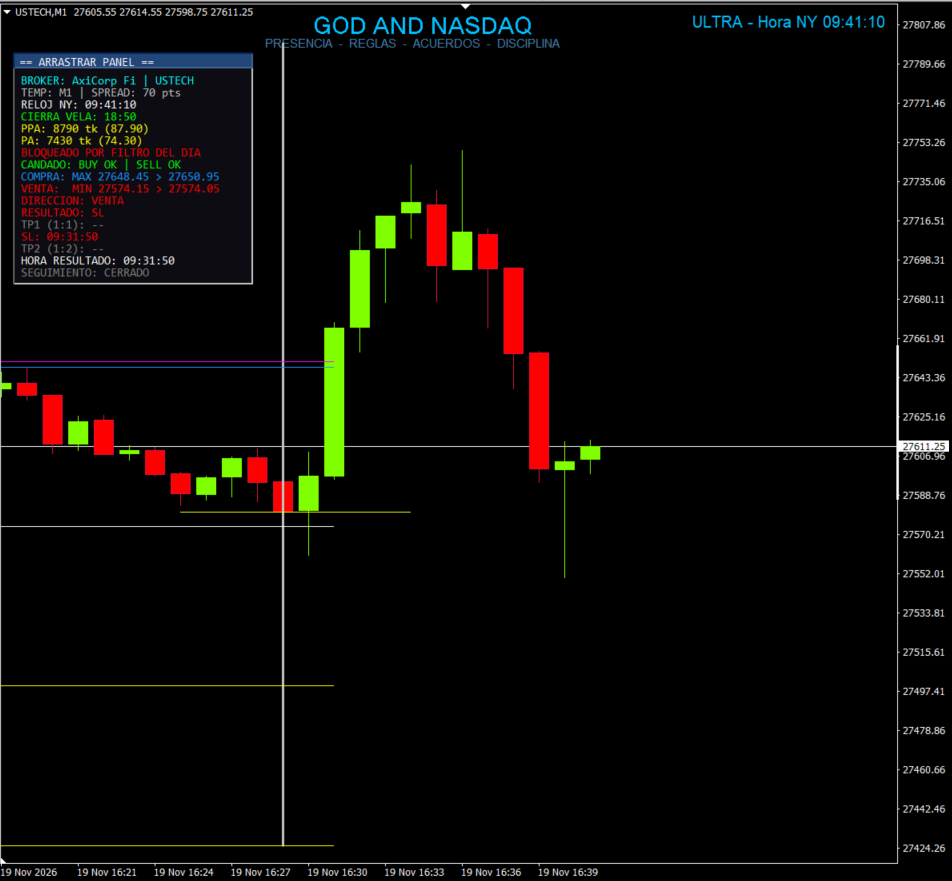 USTECH,M1 27605.55 27614.55 27598.75 27611.25
GOD AND NASDAQ
PRESENCIA - REGLAS - ACUERDOS - DISCIPLINA
ULTRA - Hora NY 09:41:10
== ARRASTRAR PANEL ==
BROKER: AxiCorp Fi | USTECH
TEMP: M1 | SPREAD: 70 pts
RELOJ NY: 09:41:10
CIERRA VELA: 18:50
PPA: 8790 tk (87.90)
PA: 7430 tk (74.30)
BLOQUEADO POR FILTRO DEL DIA
CANDADO: BUY OK | SELL OK
COMPRA: MAX 27648.45 > 27650.95
VENTA: MIN 27574.15 > 27574.05
DIRECCION: VENTA
RESULTADO: SL
TP1 (1:1): --
SL: 09:31:50
TP2 (1:2): --
HORA RESULTADO: 09:31:50
SEGUIMIENTO: CERRADO
27807.86
27789.66
27771.46
27753.26
27735.06
27716.51
27698.31
27680.11
27661.91
27643.36
27625.16
27611.25
27606.96
27588.76
27570.21
27552.01
27533.81
27515.61
27497.41
27478.86
27460.66
27442.46
27424.26
19 Nov 2026 19 Nov 16:21 19 Nov 16:24 19 Nov 16:27 19 Nov 16:30 19 Nov 16:33 19 Nov 16:36 19 Nov 16:39